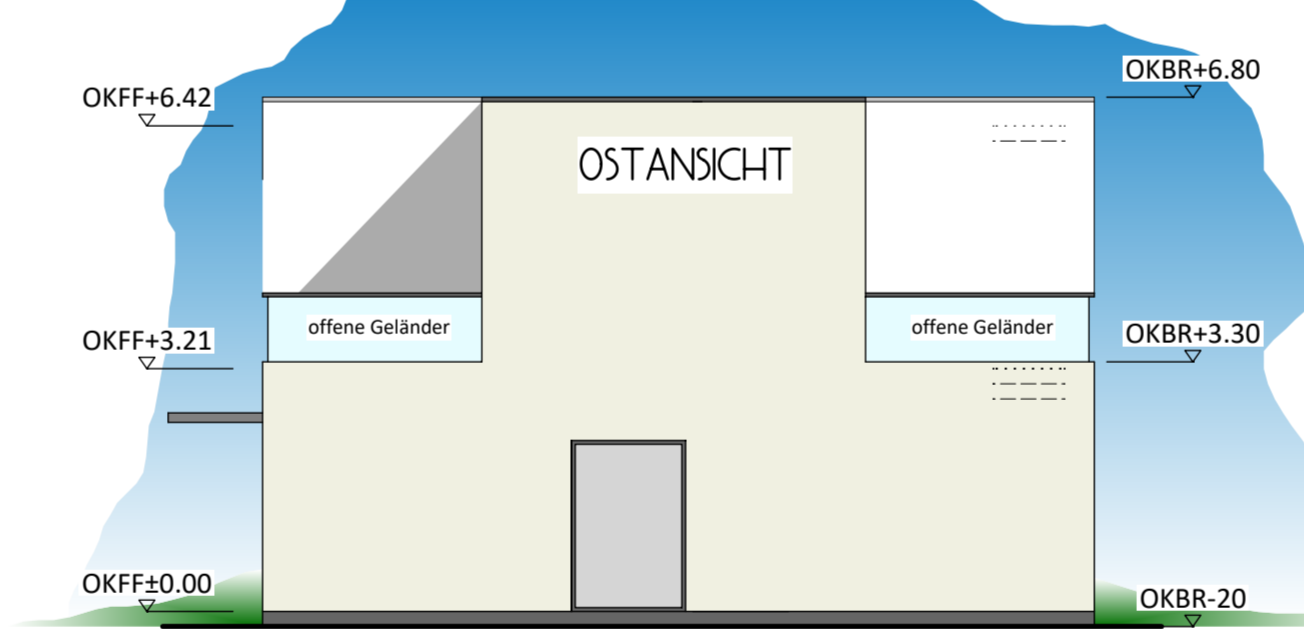 OKBR+6.80
OKFF+6.42
OSTANSICHT
offene Geländer
offene Geländer
OKFF+3.21
OKBR+3.30
OKFF±0.00
OKBR-20